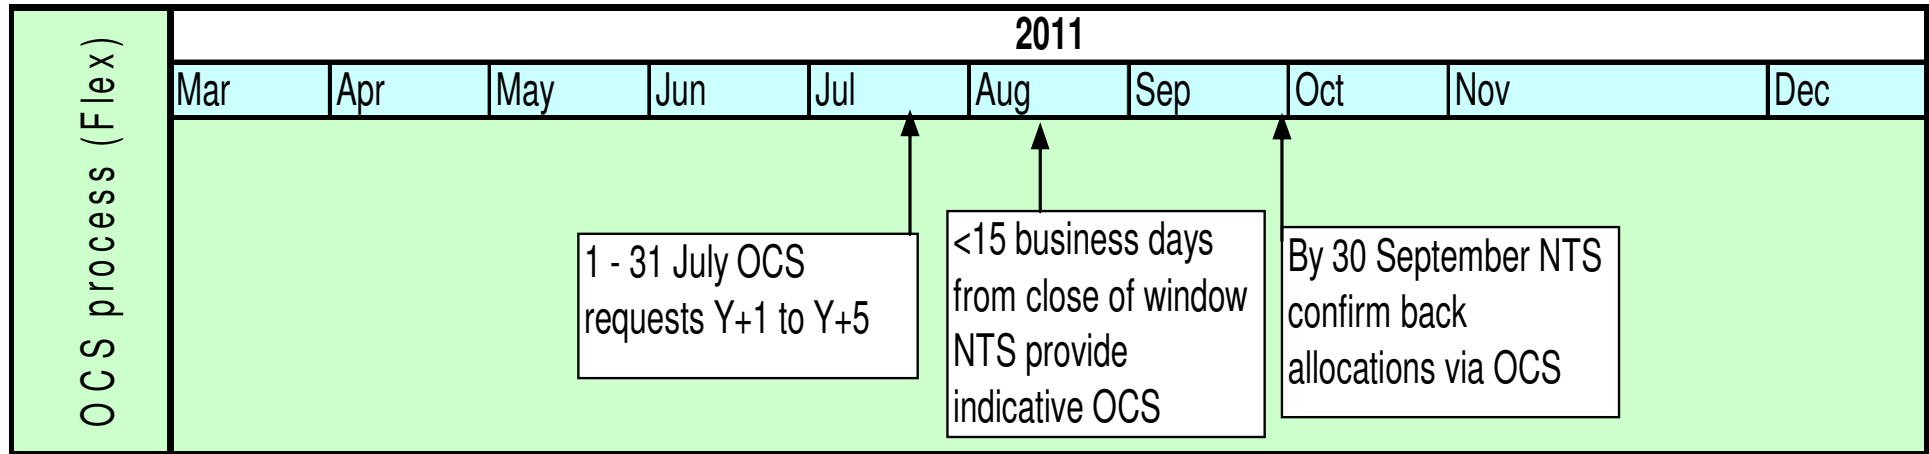 OCS process (Flex)
2011
Mar Apr May Jun Jul Aug Sep Oct Nov Dec
1 - 31 July OCS
requests Y+1 to Y+5
<15 business days
from close of window
NTS provide
indicative OCS
By 30 September NTS
confirm back
allocations via OCS